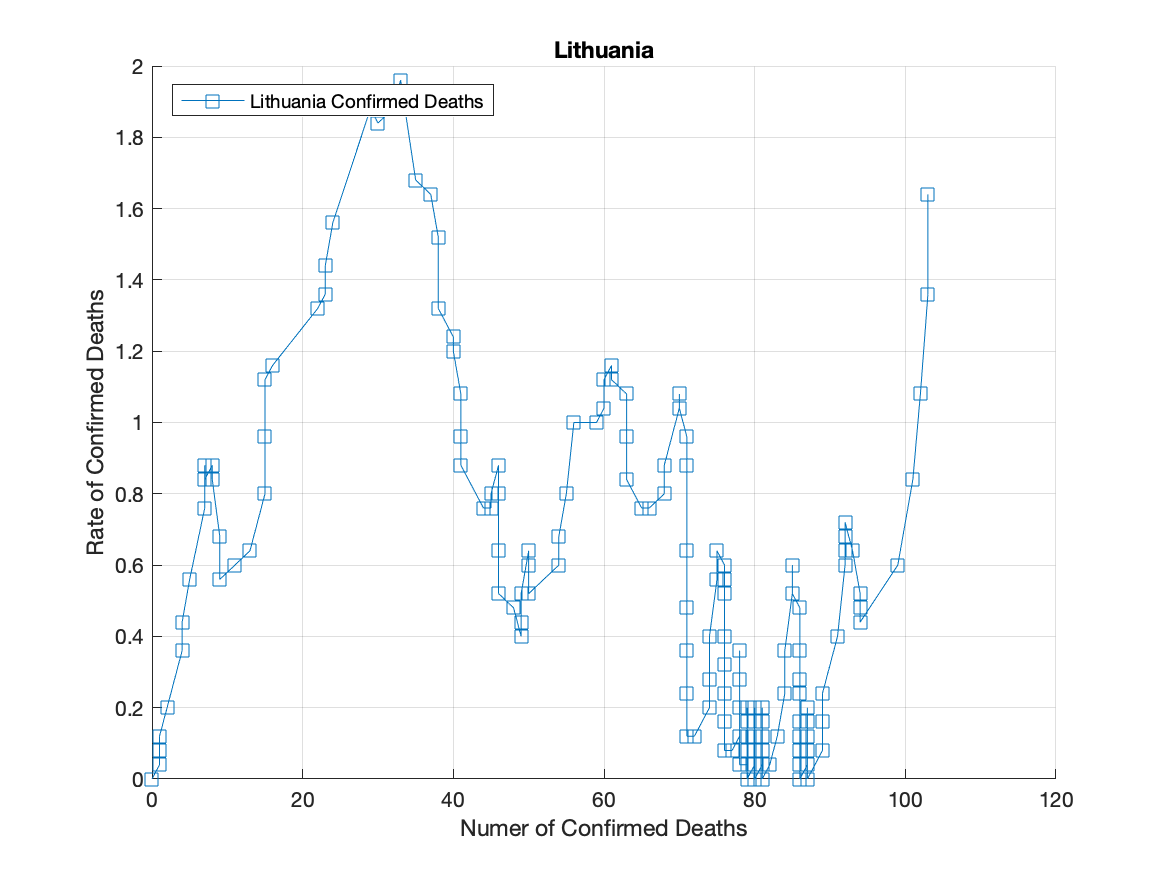 Lithuania
Lithuania Confirmed Deaths
Rate of Confirmed Deaths
2
1.8
1.6
1.4
1.2
1
0.8
0.6
0.4
0.2
0
0 20 40 60 80 100 120
Numer of Confirmed Deaths